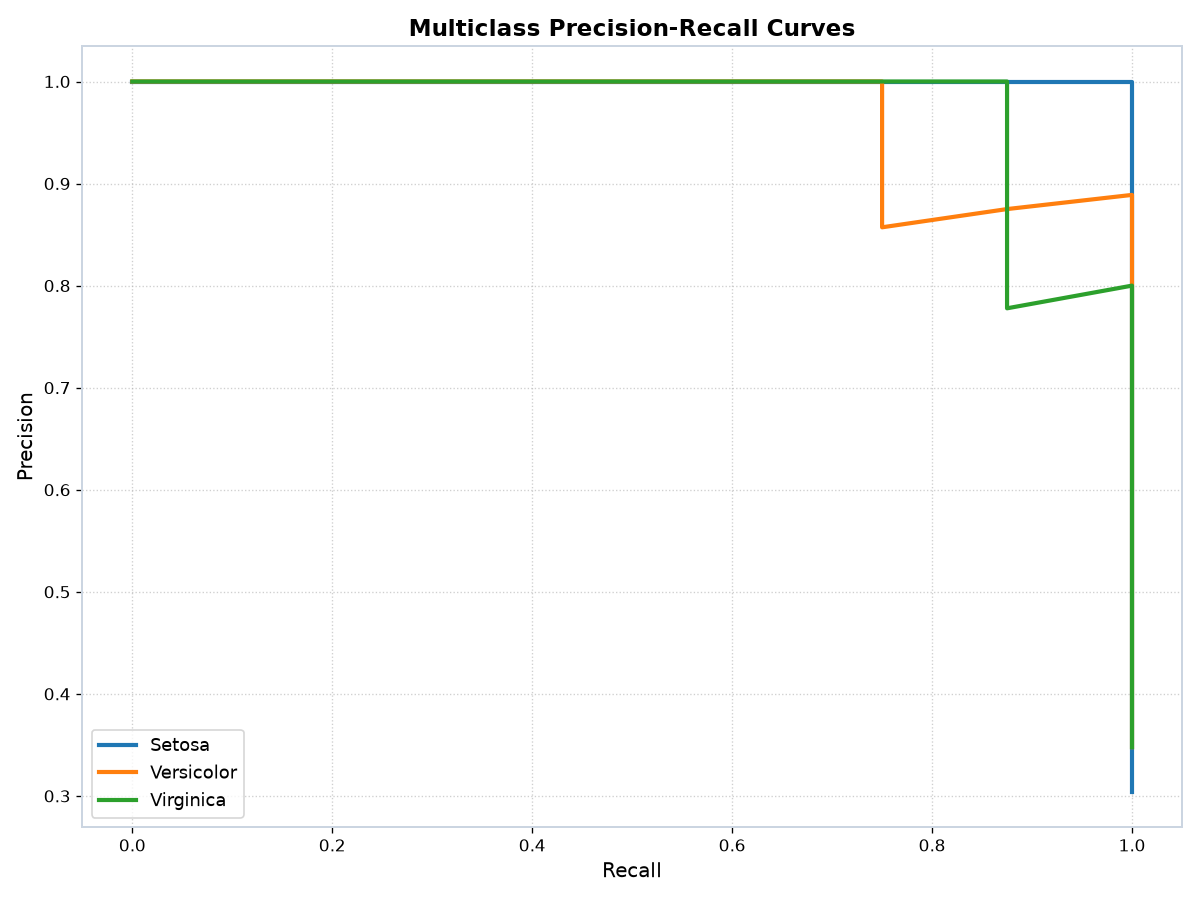 Multiclass Precision-Recall Curves
Precision
1.0
0.9
0.8
0.7
0.6
0.5
0.4
0.3
Setosa
Versicolor
Virginica
0.0 0.2 0.4 0.6 0.8 1.0
Recall